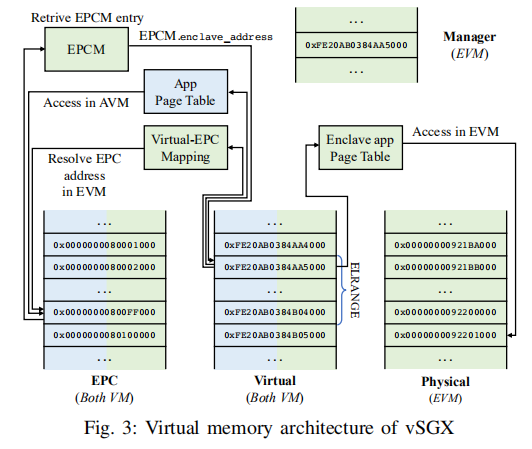 Retrive EPCM entry
EPCM.enclave_address
EPCM
...
0xFE20AB0384AA5000
...
Manager
(EVM)
Access in AVM
App
Page Table
Virtual-EPC
Mapping
Resolve EPC
address
in EVM
Enclave app
Page Table
Access in EVM
...
0x0000000080001000
0x0000000080002000
...
0x00000000800FF000
0x0000000080100000
...
EPC
(Both VM)
...
0xFE20AB0384AA4000
0xFE20AB0384AA5000
...
0xFE20AB0384B04000
0xFE20AB0384B05000
...
ELRANGE
Virtual
(Both VM)
...
0x00000000921BA000
0x00000000921BB000
...
0x0000000092200000
0x0000000092201000
...
Physical
(EVM)
Fig. 3: Virtual memory architecture of vSGX